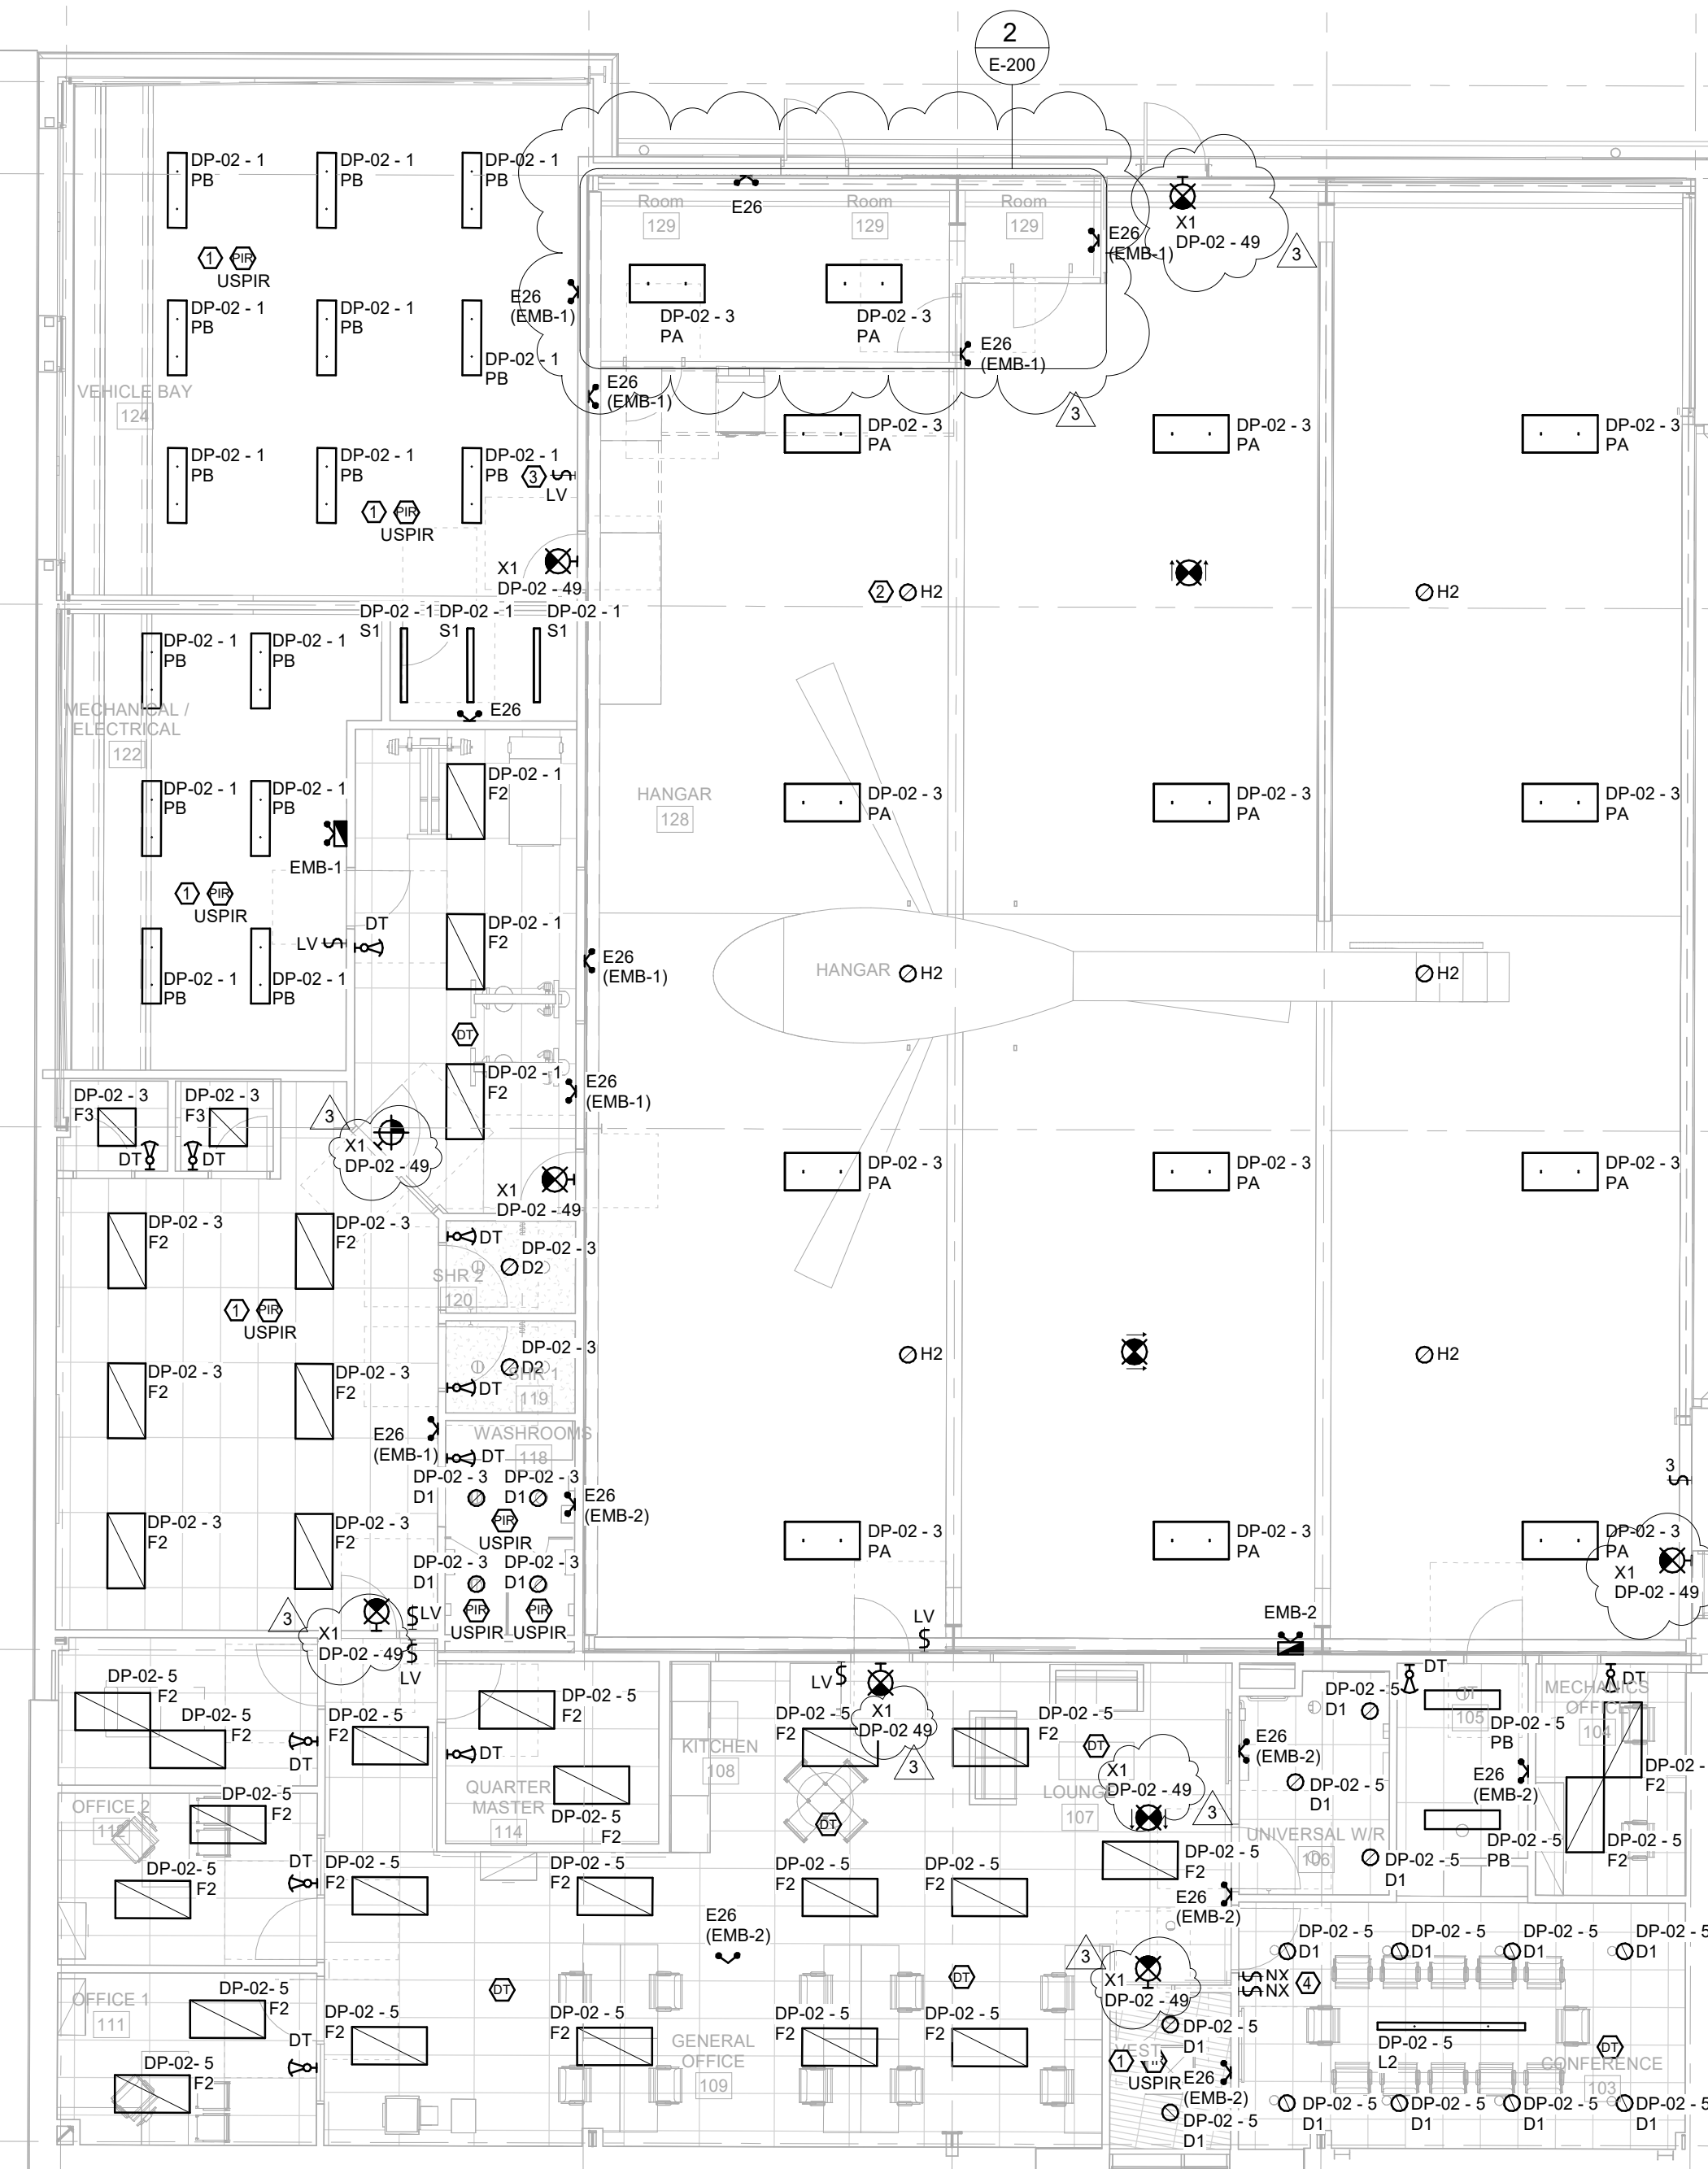 2
E-200
DP-02 - 1
PB
DP-02 - 1
PB
DP-02 - 1
PB
1
PIR
USPIR
E26
Room
129
Room
129
Room
129
E26
(EMB-1)
X1
DP-02 - 49
3
DP-02 - 1
PB
DP-02 - 1
PB
DP-02 - 1
PB
E26
(EMB-1)
DP-02 - 3
PA
DP-02 - 3
PA
E26
(EMB-1)
E26
(EMB-1)
3
VEHICLE BAY
124
DP-02 - 1
PB
DP-02 - 1
PB
DP-02 - 1
PB
3
LV
1
PIR
USPIR
X1
DP-02 - 49
DP-02 - 3
PA
DP-02 - 3
PA
DP-02 - 3
PA
2
H2
H2
DP-02 - 1
S1
DP-02 - 1
S1
DP-02 - 1
S1
E26
DP-02 - 1
PB
DP-02 - 1
PB
MECHANICAL /
ELECTRICAL
122
DP-02 - 1
PB
DP-02 - 1
PB
EMB-1
1
PIR
USPIR
LV
DT
DP-02 - 1
PB
DP-02 - 1
PB
DP-02 - 1
F2
DP-02 - 1
F2
DT
DP-02 - 1
F2
HANGAR
128
DP-02 - 3
PA
DP-02 - 3
PA
DP-02 - 3
PA
E26
(EMB-1)
HANGAR
H2
H2
E26
(EMB-1)
DP-02 - 3
F3
DP-02 - 3
F3
DT
DT
3
X1
DP-02 - 49
X1
DP-02 - 49
DP-02 - 3
PA
DP-02 - 3
PA
DP-02 - 3
PA
DP-02 - 3
F2
DP-02 - 3
F2
DT
DP-02 - 3
D2
SHR 2
120
1
PIR
USPIR
DP-02 - 3
D2
SHR 1
119
DT
H2
H2
DP-02 - 3
F2
DP-02 - 3
F2
E26
(EMB-1)
WASHROOMS
118
DT
DP-02 - 3
D1
DP-02 - 3
D1
E26
(EMB-2)
PIR
USPIR
DP-02 - 3
D1
DP-02 - 3
D1
PIR
USPIR
PIR
USPIR
3
DP-02 - 3
F2
DP-02 - 3
F2
DP-02 - 3
PA
DP-02 - 3
PA
DP-02 - 3
PA
X1
DP-02 - 49
3
X1
DP-02 - 49
LV
LV
LV
EMB-2
LV
DP-02- 5
F2
DP-02- 5
F2
DT
DP-02 - 5
F2
DP-02 - 5
F2
DT
QUARTER
MASTER
114
DP-02 - 5
F2
KITCHEN
108
DP-02 - 5
F2
X1
DP-02 49
3
DP-02 - 5
F2
DT
DT
LOUNGE
107
X1
DP-02 - 49
3
E26
(EMB-2)
DP-02 - 5
D1
DP-02 - 5
D1
UNIVERSAL W/R
106
DP-02 - 5
D1
DT
105
DP-02 - 5
PB
E26
(EMB-2)
DP-02 - 5
PB
DT
MECHANICS
OFFICE
104
DP-02 -
F2
DP-02 - 5
F2
OFFICE 2
DP-02- 5
F2
DP-02- 5
F2
DT
DP-02 - 5
F2
DP-02 - 5
F2
DP-02 - 5
F2
DP-02 - 5
F2
DP-02 - 5
F2
E26
(EMB-2)
E26
(EMB-2)
3
X1
DP-02 - 49
NX
NX
4
DP-02 - 5
D1
DP-02 - 5
D1
DP-02 - 5
D1
DP-02 - 5
D1
OFFICE 1
111
DP-02- 5
F2
DT
DP-02- 5
F2
DT
DT
DP-02 - 5
F2
DP-02 - 5
F2
DP-02 - 5
F2
DP-02 - 5
F2
GENERAL
OFFICE
109
DP-02 - 5
D1
VEST.
1
USPIR
E26
(EMB-2)
DP-02 - 5
D1
DP-02 - 5
L2
DT
CONFERENCE
103
DP-02 - 5
D1
DP-02 - 5
D1
DP-02 - 5
D1
DP-02 - 5
D1